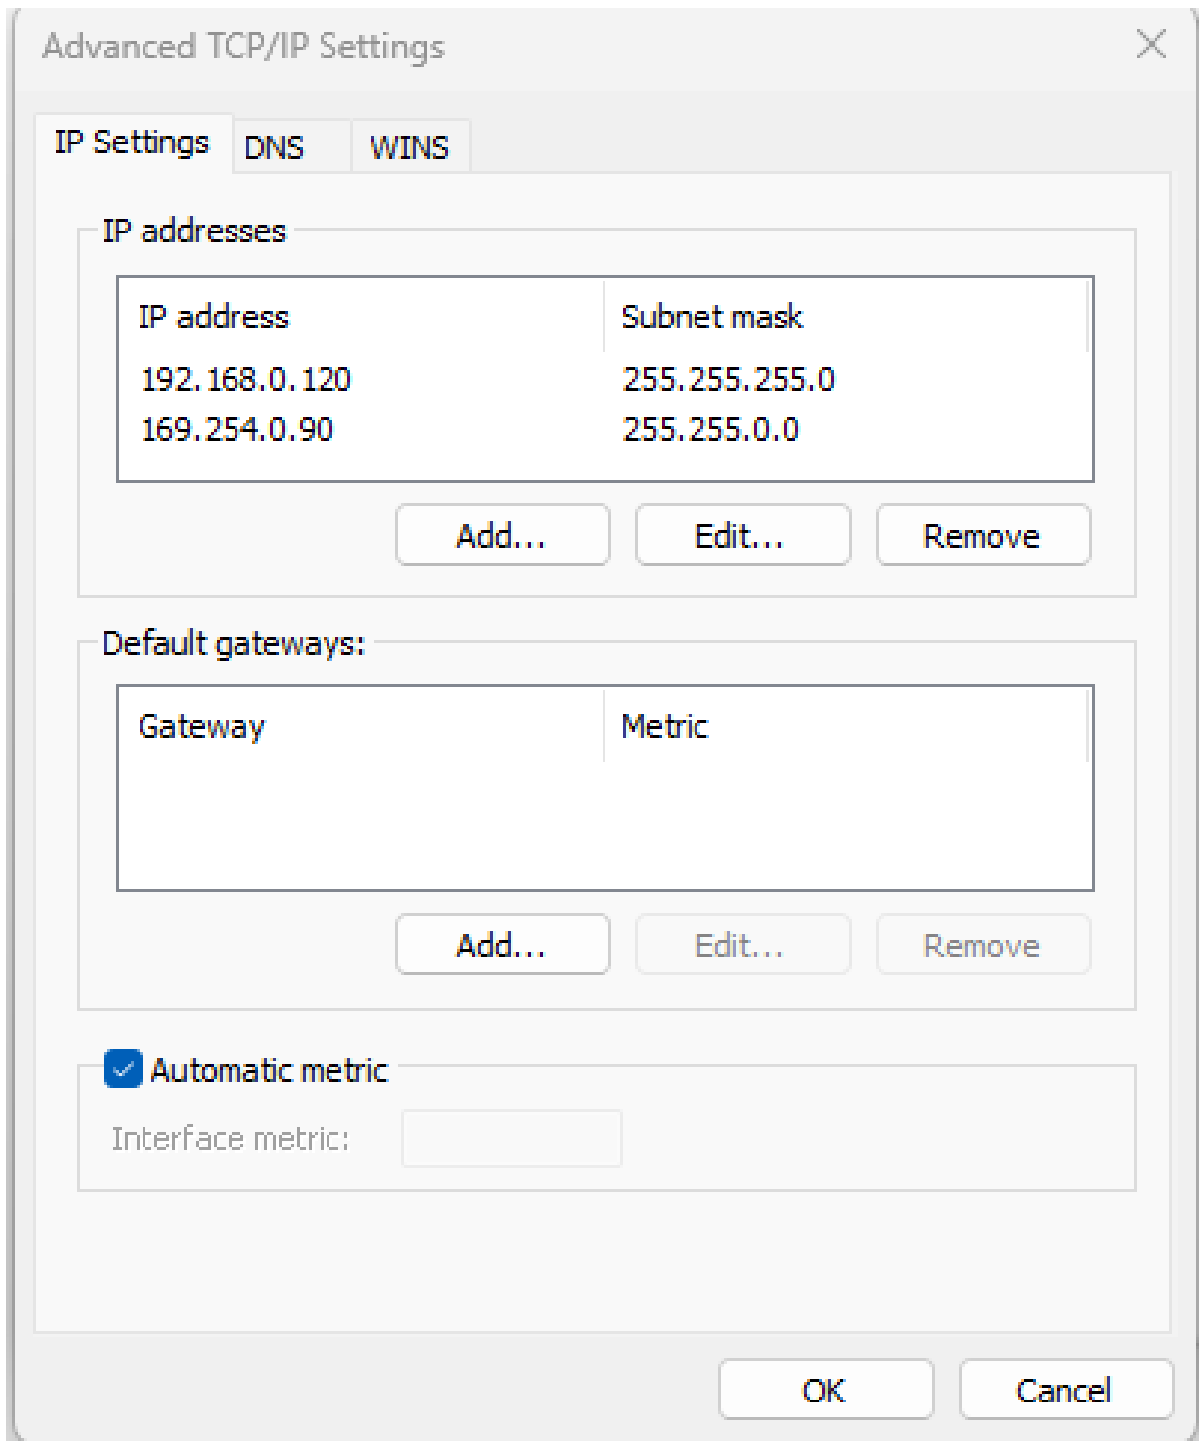 Advanced TCP/IP Settings
IP Settings DNS WINS
IP addresses
IP address Subnet mask
192.168.0.120 255.255.255.0
169.254.0.90 255.255.0.0
Add... Edit... Remove
Default gateways:
Gateway Metric
Add... Edit... Remove
Automatic metric
Interface metric:
OK Cancel